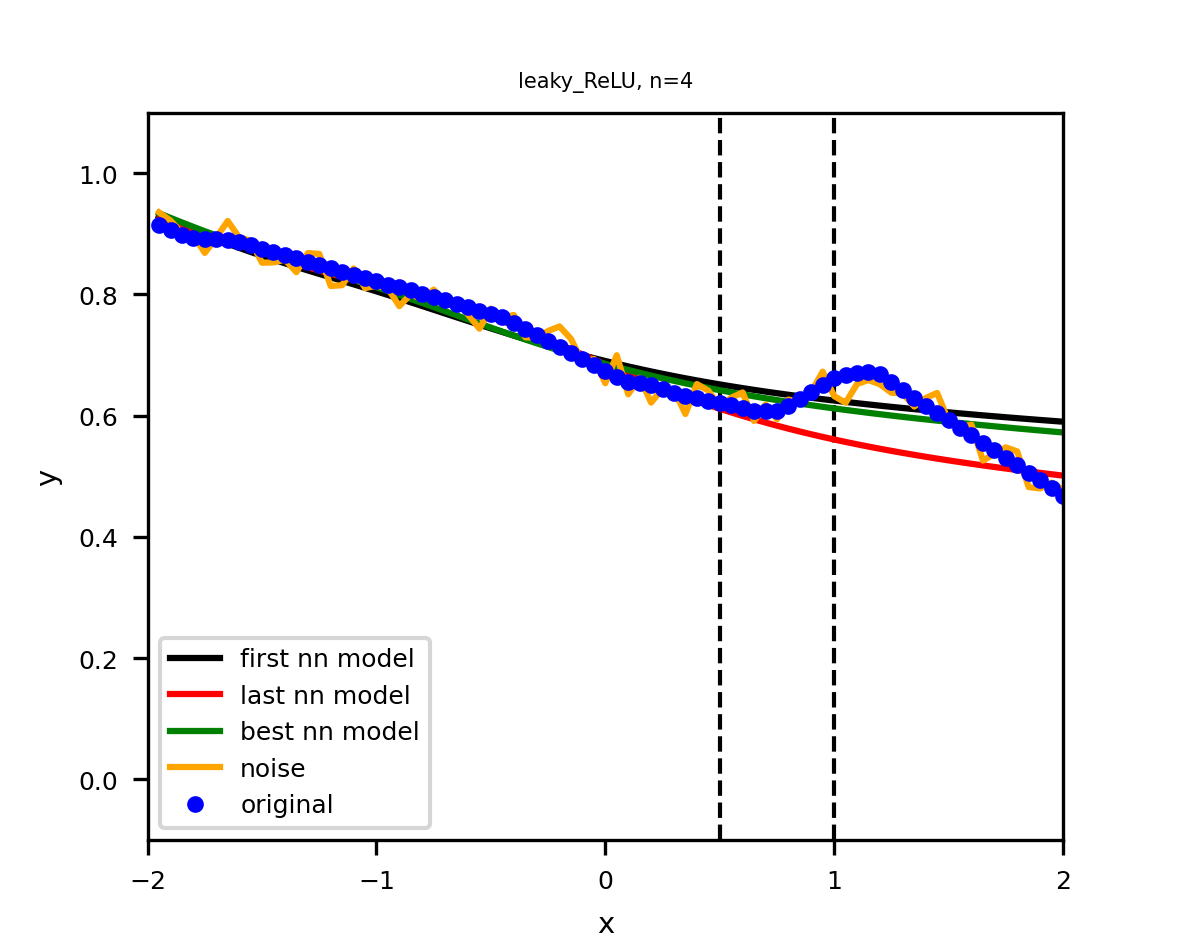 leaky_ReLU, n=4
1.0
0.8
0.6
0.4
0.2
0.0
y
first nn model
last nn model
best nn model
noise
original
−2 −1 0 1 2
x